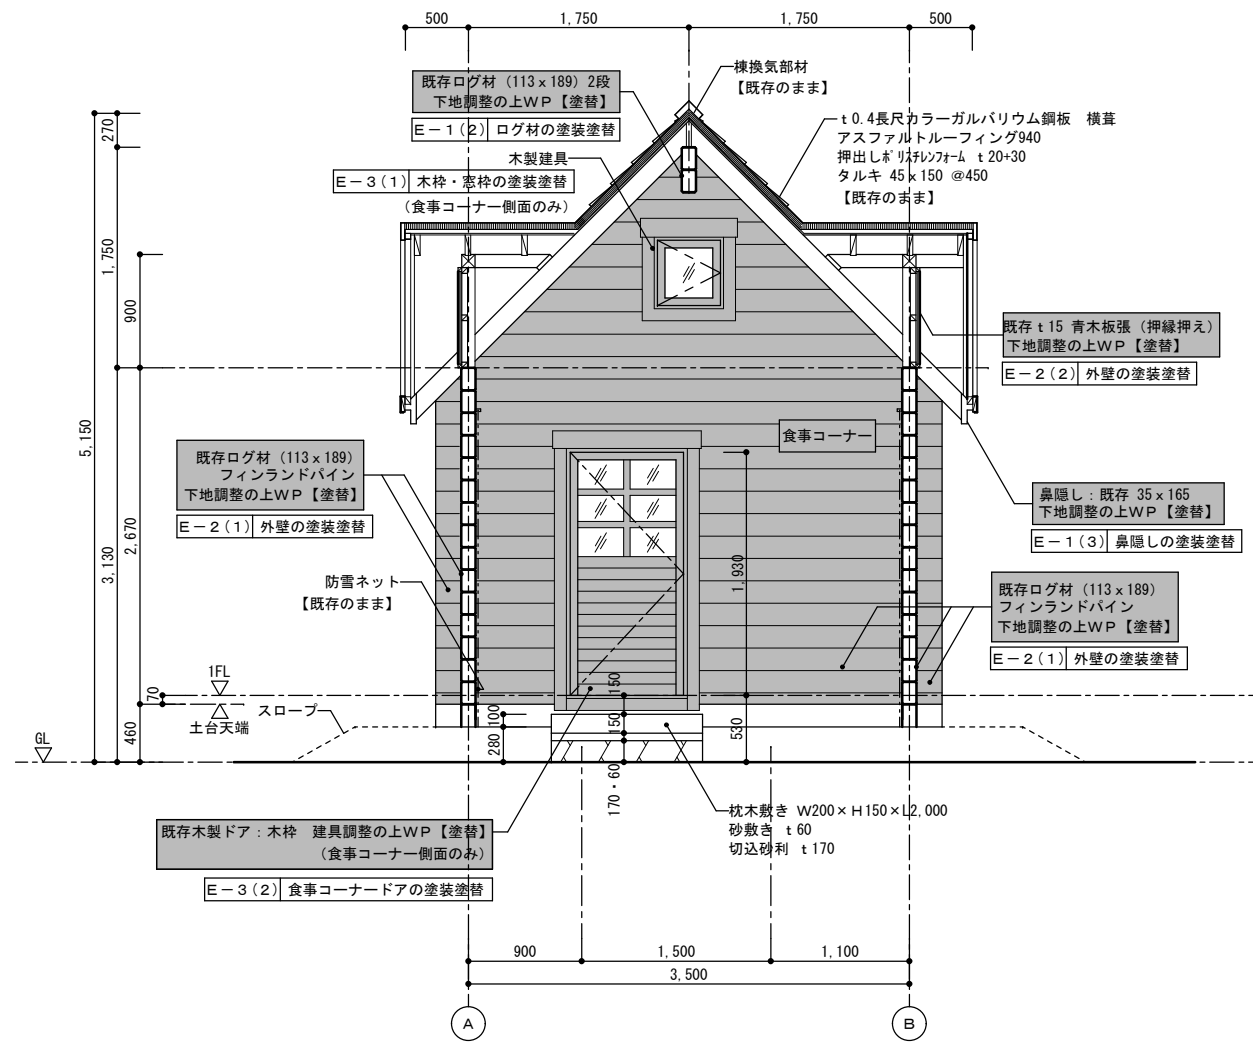 500
1,750
1,750
500
既存ログ材（113ｘ189）2段
下地調整の上ＷＰ【塗替】
Ｅ－１(２) ログ材の塗装塗替
木製建具
Ｅ－３(１) 木枠・窓枠の塗装塗替
（食事コーナー側面のみ）
棟換気部材
【既存のまま】
ｔ0.4長尺カラーガルバリウム鋼板　横葺
アスファルトルーフィング940
押出しﾎﾟﾘｽﾁﾚﾝﾌｫｰﾑ　ｔ20+30
タルキ 45ｘ150 @450
【既存のまま】
270
1,750
900
5,150
3,130
2,670
70
460
既存ｔ15 青木板張（押縁押え）
下地調整の上ＷＰ【塗替】
Ｅ－２(２) 外壁の塗装塗替
食事コーナー
既存ログ材（113ｘ189）
フィンランドパイン
下地調整の上ＷＰ【塗替】
Ｅ－２(１) 外壁の塗装塗替
鼻隠し：既存 35ｘ165
下地調整の上ＷＰ【塗替】
Ｅ－１(３) 鼻隠しの塗装塗替
防雪ネット
【既存のまま】
1,930
既存ログ材（113ｘ189）
フィンランドパイン
下地調整の上ＷＰ【塗替】
Ｅ－２(１) 外壁の塗装塗替
1FL
土台天端
スロープ
GL
100
280
150
150
170・60
530
枕木敷き Ｗ200×Ｈ150×L2,000
砂敷き ｔ60
切込砂利 ｔ170
既存木製ドア：木枠　建具調整の上ＷＰ【塗替】
（食事コーナー側面のみ）
Ｅ－３(２) 食事コーナードアの塗装塗替
900
1,500
1,100
3,500
A
B